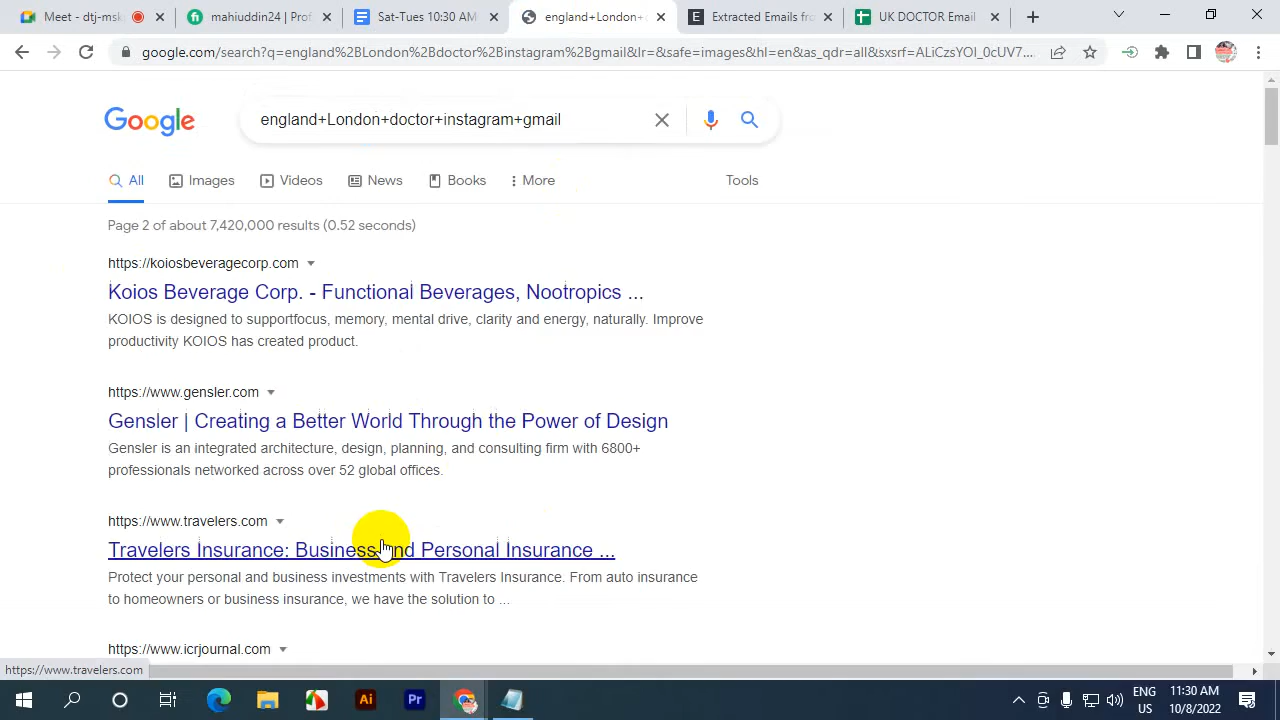 Meet - dtj-msk
mahiuddin24 | Prof
Sat-Tues 10:30 AM
england+London+
Extracted Emails fro
UK DOCTOR Email
google.com/search?q=england%2BLondon%2Bdoctor%2Binstagram%2Bgmail&lr=&safe=images&hl=en&as_qdr=all&sxsrf=ALiCzsYOI_0cUV7...
Google
england+London+doctor+instagram+gmail
All
Images
Videos
News
Books
More
Tools
Page 2 of about 7,420,000 results (0.52 seconds)
https://koiosbeveragecorp.com
Koios Beverage Corp. - Functional Beverages, Nootropics ...
KOIOS is designed to supportfocus, memory, mental drive, clarity and energy, naturally. Improve
productivity KOIOS has created product.
https://www.gensler.com
Gensler | Creating a Better World Through the Power of Design
Gensler is an integrated architecture, design, planning, and consulting firm with 6800+
professionals networked across over 52 global offices.
https://www.travelers.com
Travelers Insurance: Business and Personal Insurance ...
Protect your personal and business investments with Travelers Insurance. From auto insurance
to homeowners or business insurance, we have the solution to ...
https://www.icrjournal.com
https://www.travelers.com
Ai
Pr
ENG
US
11:30 AM
10/8/2022